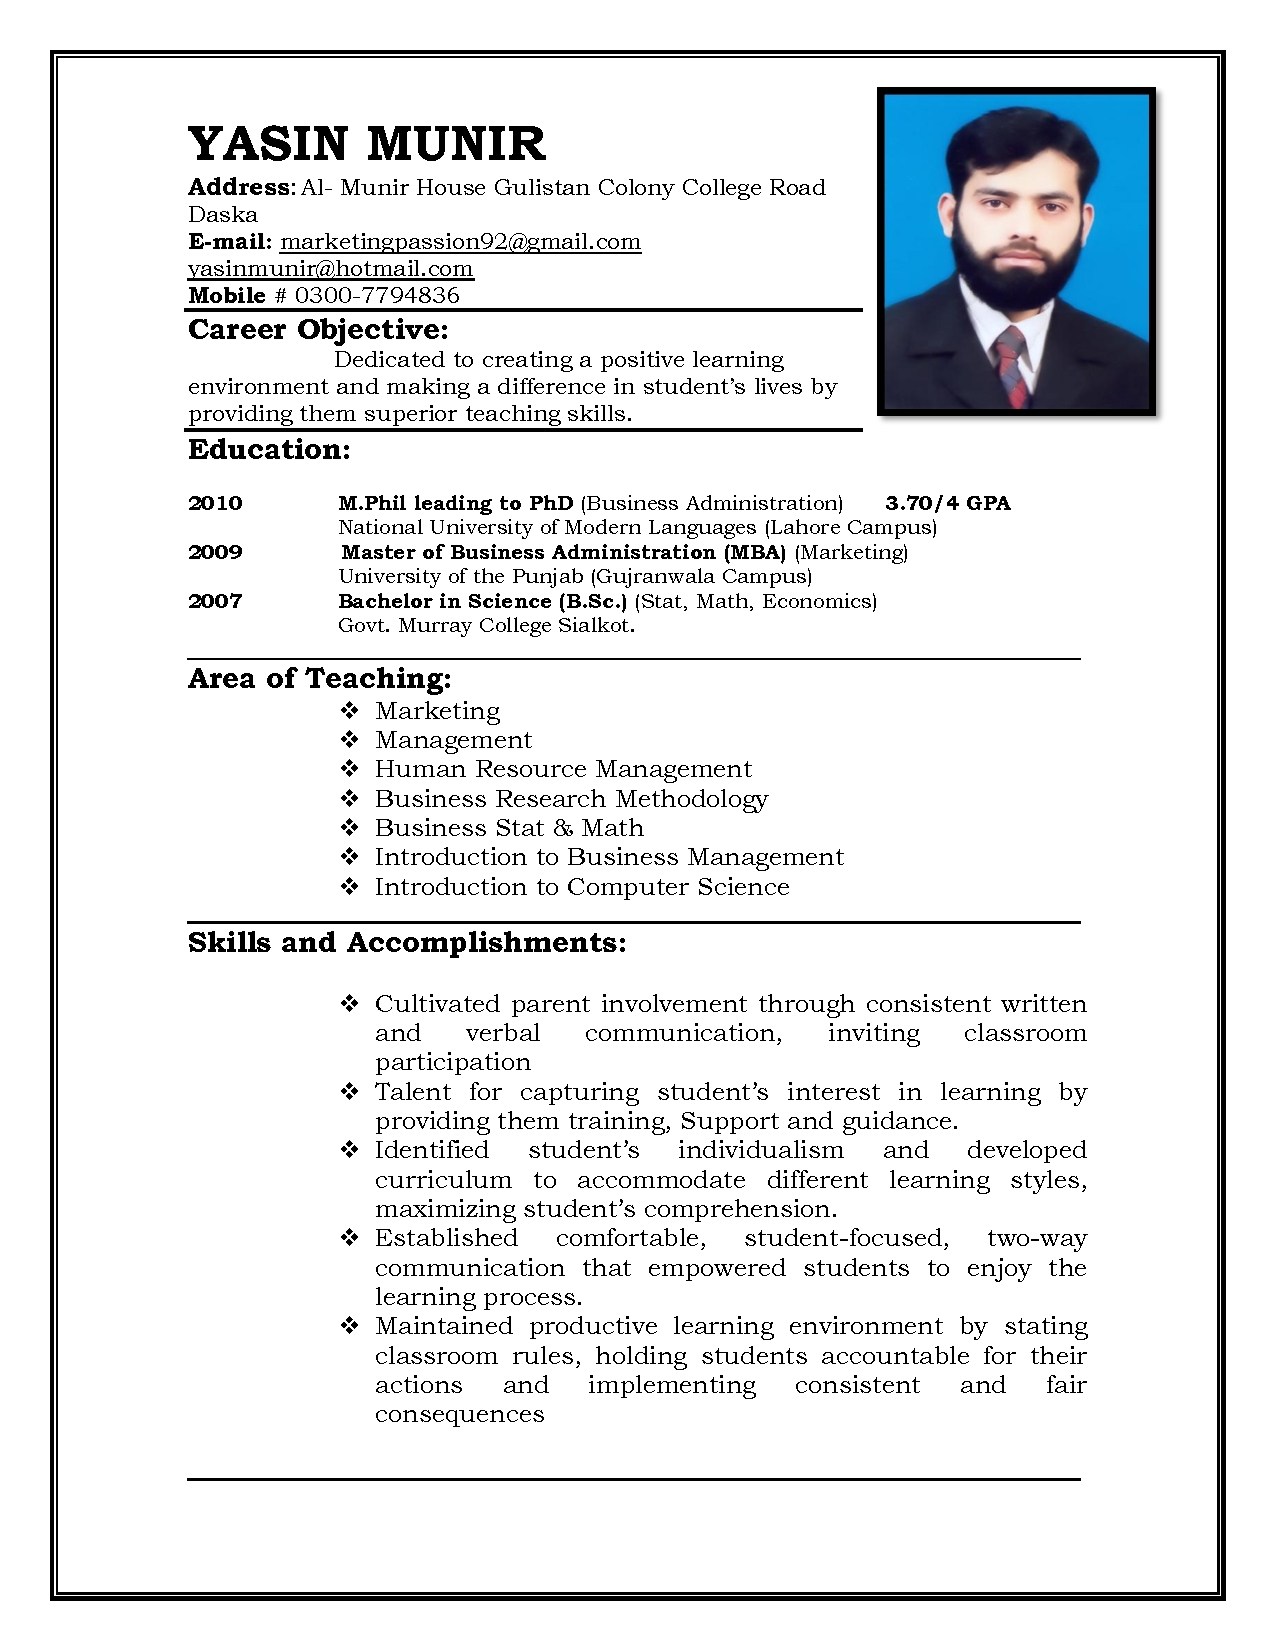 YASIN MUNIR
Address: Al- Munir House Gulistan Colony College Road
Daska
E-mail: marketingpassion92@gmail.com
yasinmunir@hotmail.com
Mobile # 0300-7794836
Career Objective:
Dedicated to creating a positive learning
environment and making a difference in student’s lives by
providing them superior teaching skills.
Education:
2010 M.Phil leading to PhD (Business Administration) 3.70/4 GPA
National University of Modern Languages (Lahore Campus)
2009 Master of Business Administration (MBA) (Marketing)
University of the Punjab (Gujranwala Campus)
2007 Bachelor in Science (B.Sc.) (Stat, Math, Economics)
Govt. Murray College Sialkot.
Area of Teaching:
❖ Marketing
❖ Management
❖ Human Resource Management
❖ Business Research Methodology
❖ Business Stat & Math
❖ Introduction to Business Management
❖ Introduction to Computer Science
Skills and Accomplishments:
❖ Cultivated parent involvement through consistent written
and verbal communication, inviting classroom
participation
❖ Talent for capturing student’s interest in learning by
providing them training, Support and guidance.
❖ Identified student’s individualism and developed
curriculum to accommodate different learning styles,
maximizing student’s comprehension.
❖ Established comfortable, student-focused, two-way
communication that empowered students to enjoy the
learning process.
❖ Maintained productive learning environment by stating
classroom rules, holding students accountable for their
actions and implementing consistent and fair
consequences